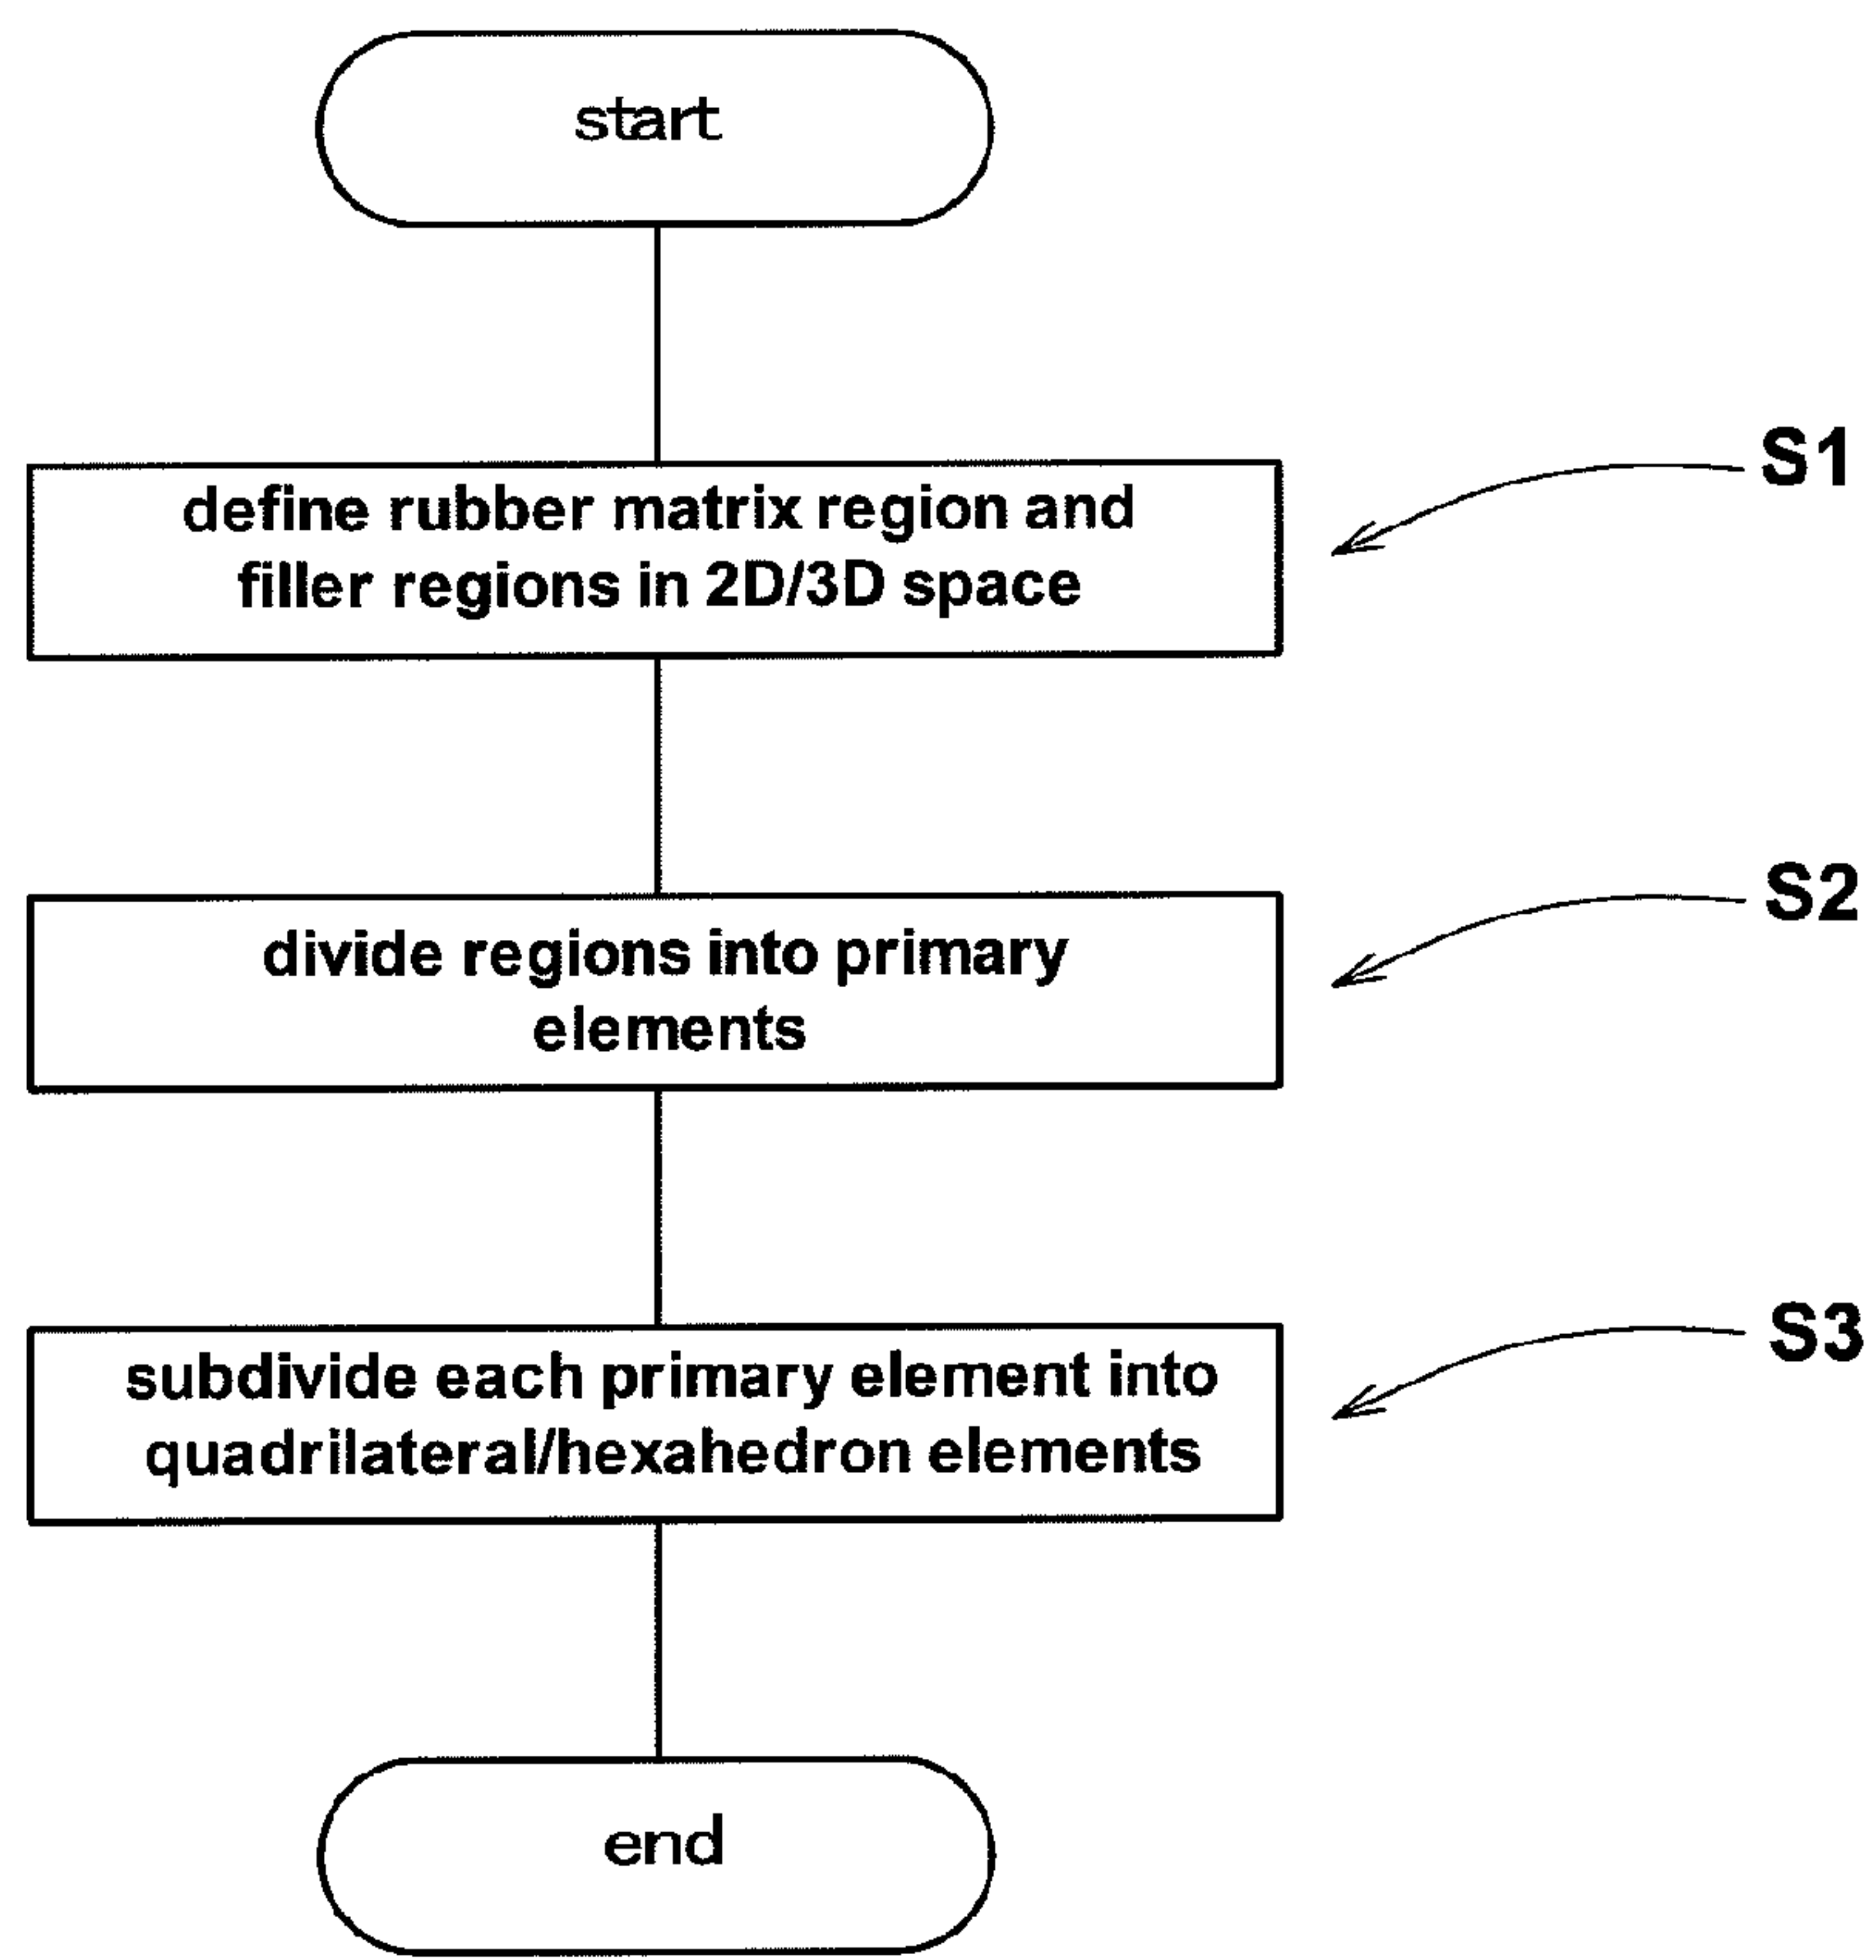 start
S1
define rubber matrix region and
filler regions in 2D/3D space
S2
divide regions into primary
elements
S3
subdivide each primary element into
quadrilateral/hexahedron elements
end